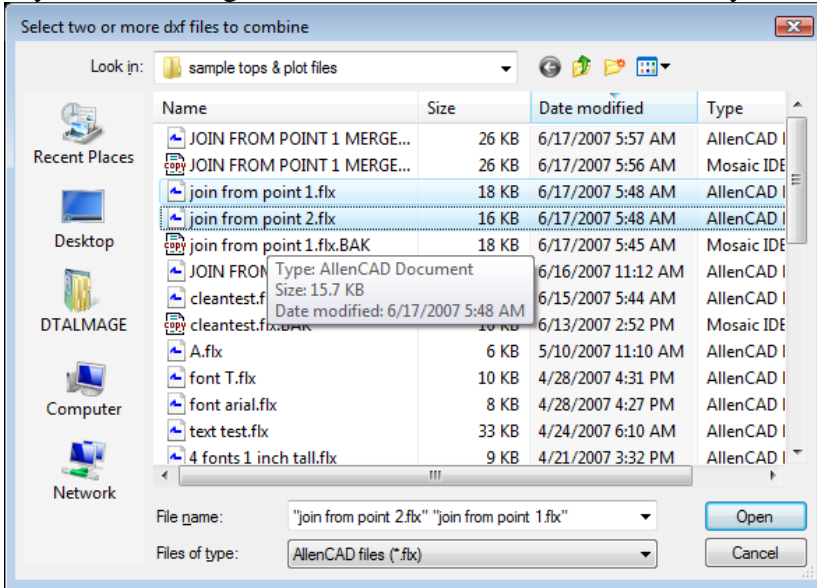 Select two or more dxf files to combine
Look in: sample tops & plot files
Name Size Date modified Type
JOIN FROM POINT 1 MERGE... 26 KB 6/17/2007 5:57 AM AllenCAD
JOIN FROM POINT 1 MERGE... 26 KB 6/17/2007 5:56 AM Mosaic IDE
join from point 1.flx 18 KB 6/17/2007 5:48 AM AllenCAD
join from point 2.flx 16 KB 6/17/2007 5:48 AM AllenCAD
join from point 1.flx.BAK 18 KB 6/17/2007 5:45 AM Mosaic IDE
JOIN FROM 6/16/2007 11:12 AM AllenCAD
cleantest.f 6/15/2007 5:44 AM AllenCAD
cleantest.flx.BAK 16 KB 6/13/2007 2:52 PM Mosaic IDE
A.flx 6 KB 5/10/2007 11:10 AM AllenCAD
font T.flx 10 KB 4/28/2007 4:31 PM AllenCAD
font arial.flx 8 KB 4/28/2007 4:27 PM AllenCAD
text test.flx 33 KB 4/24/2007 6:10 AM AllenCAD
4 fonts 1 inch tall.flx 9 KB 4/21/2007 3:32 PM AllenCAD
Type: AllenCAD Document
Size: 15.7 KB
Date modified: 6/17/2007 5:48 AM
Recent Places
Desktop
DTALMAGE
Computer
Network
File name: "join from point 2.flx" "join from point 1.flx" Open
Files of type: AllenCAD files (*.flx) Cancel